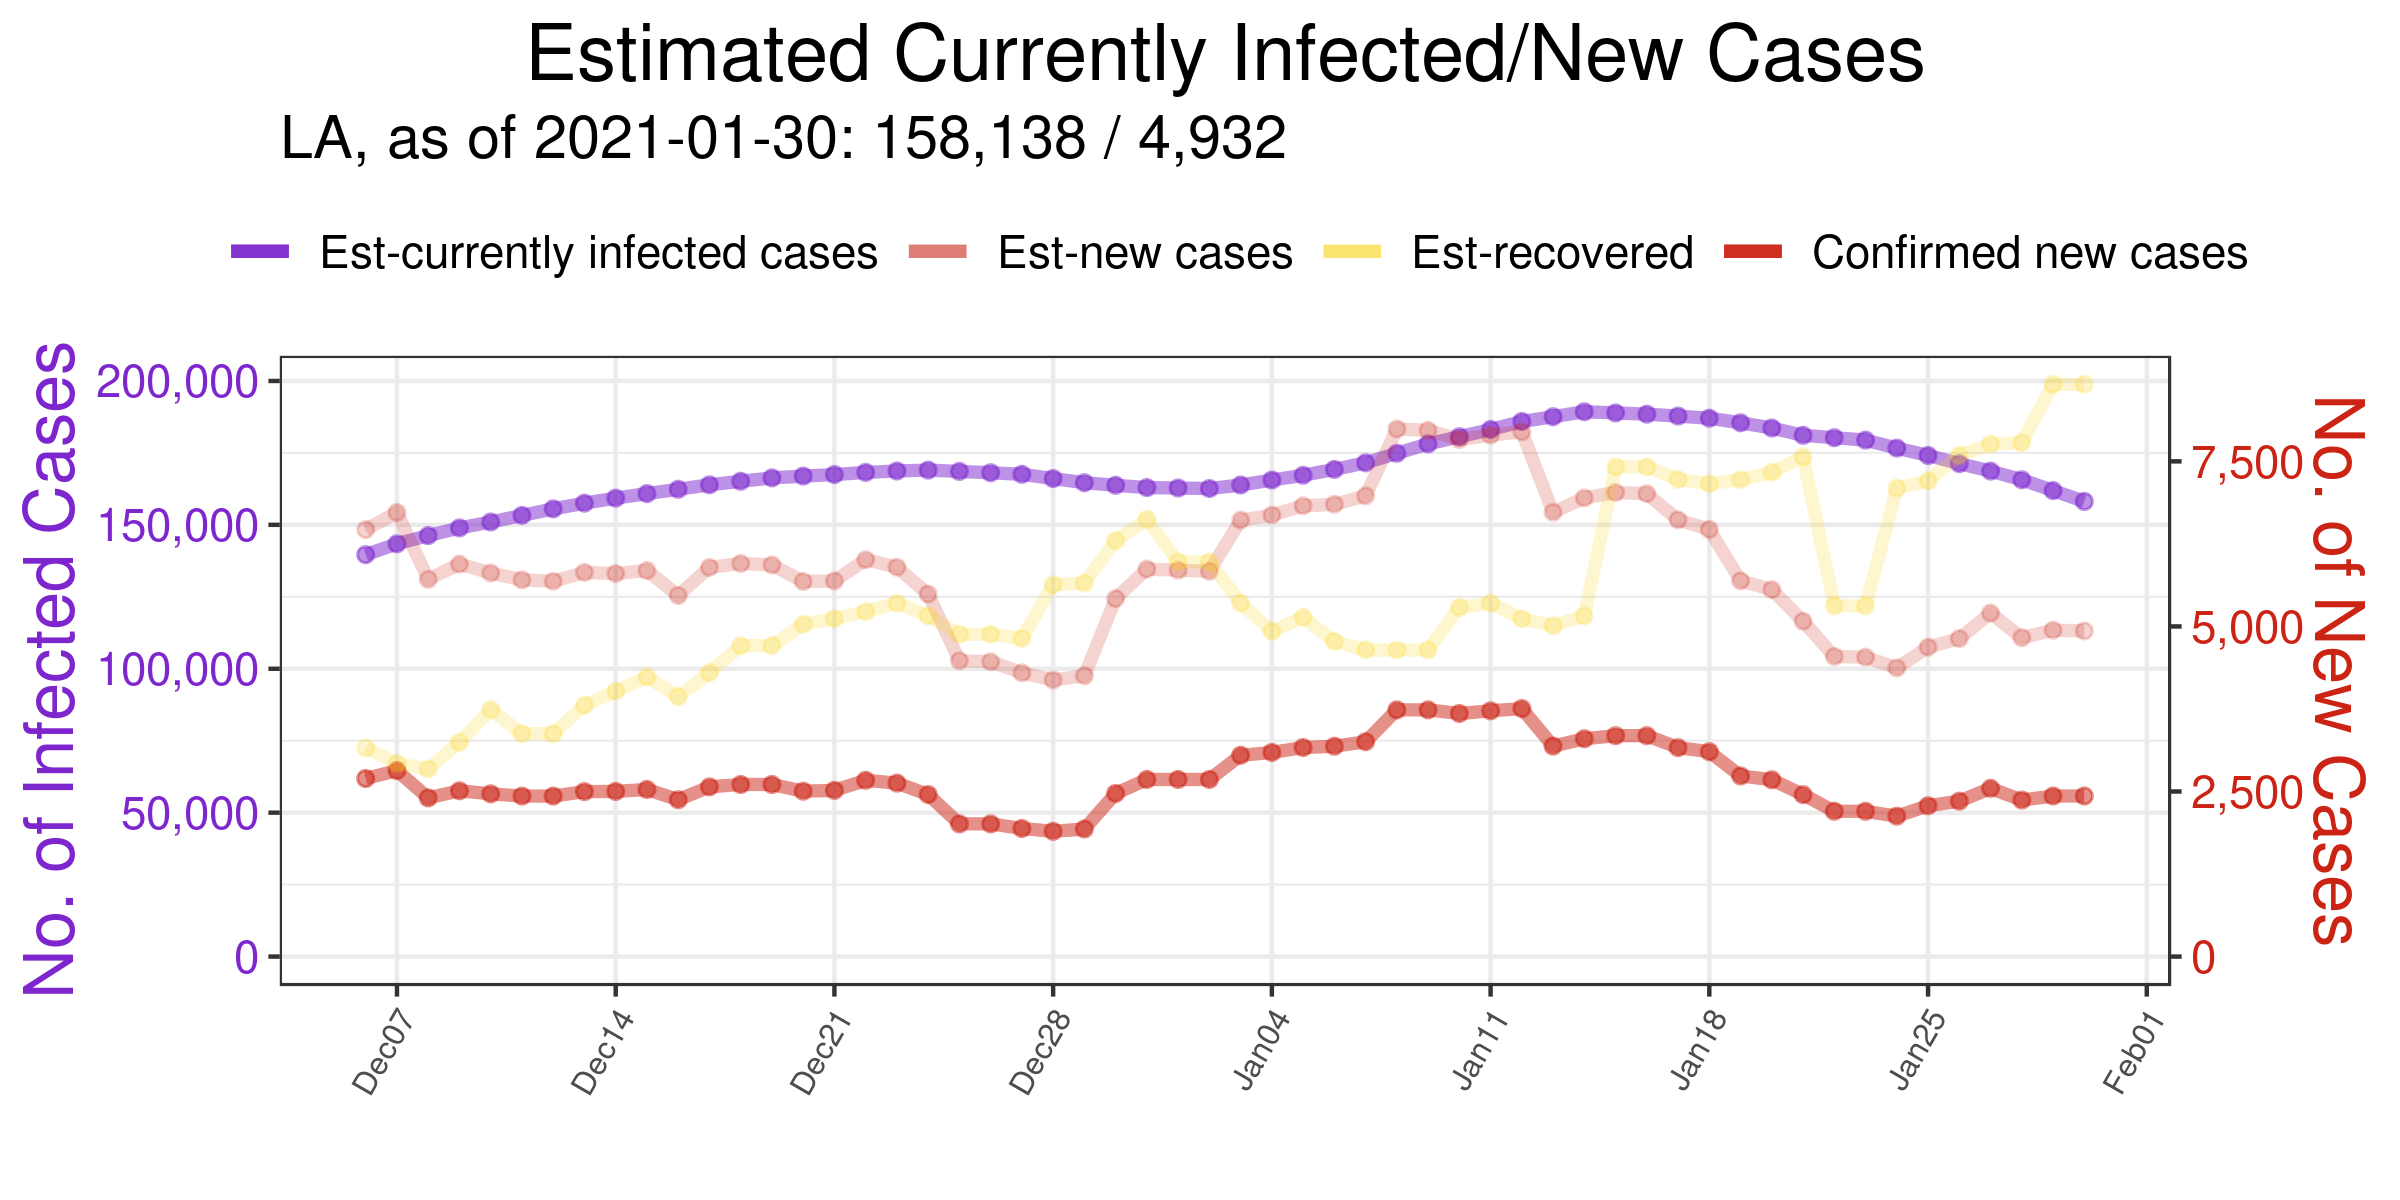 Estimated Currently Infected/New Cases
LA, as of 2021-01-30: 158,138 / 4,932
Est-currently infected cases Est-new cases Est-recovered Confirmed new cases
No. of Infected Cases
200,000
150,000
100,000
50,000
0
7,500
5,000
2,500
0
No. of New Cases
Dec07 Dec14 Dec21 Dec28 Jan04 Jan11 Jan18 Jan25 Feb01